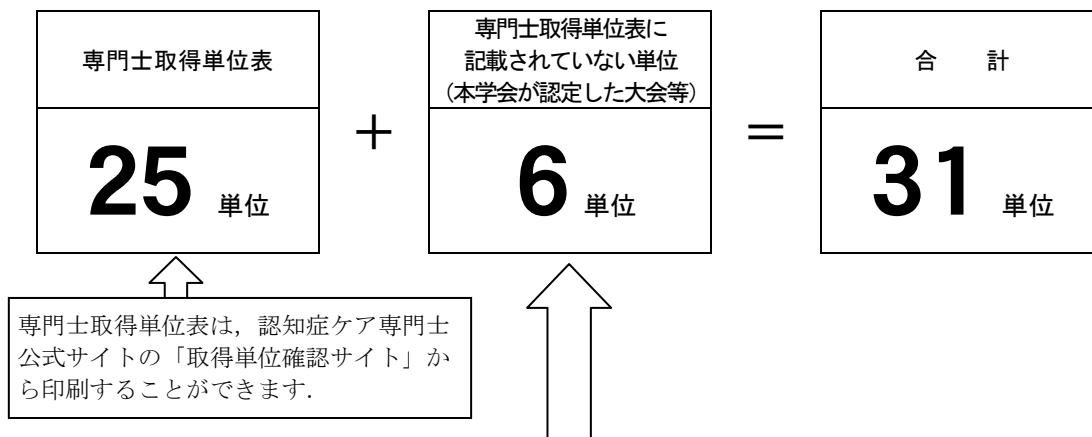 専門士取得単位表
専門士取得単位表に
記載されていない単位
(本学会が認定した大会等)
合　計
25 単位
＋
6 単位
＝
31 単位
専門士取得単位表は，認知症ケア専門士
公式サイトの「取得単位確認サイト」か
ら印刷することができます．